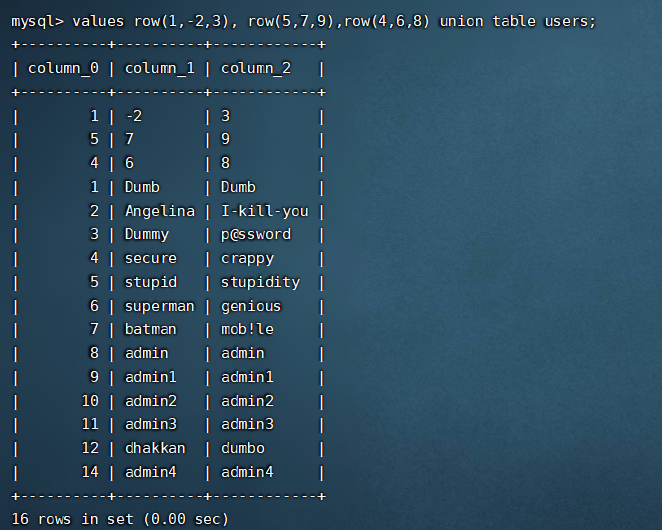 mysql> values row(1,-2,3), row(5,7,9),row(4,6,8) union table users;
+----------+----------+------------+
| column_0 | column_1 | column_2   |
+----------+----------+------------+
|        1 | -2       | 3          |
|        5 | 7        | 9          |
|        4 | 6        | 8          |
|        1 | Dumb     | Dumb       |
|        2 | Angelina | I-kill-you |
|        3 | Dummy    | p@ssword   |
|        4 | secure   | crappy     |
|        5 | stupid   | stupidity  |
|        6 | superman | genious    |
|        7 | batman   | mob!le     |
|        8 | admin    | admin      |
|        9 | admin1   | admin1     |
|       10 | admin2   | admin2     |
|       11 | admin3   | admin3     |
|       12 | dhakkan  | dumbo      |
|       14 | admin4   | admin4     |
+----------+----------+------------+
16 rows in set (0.00 sec)